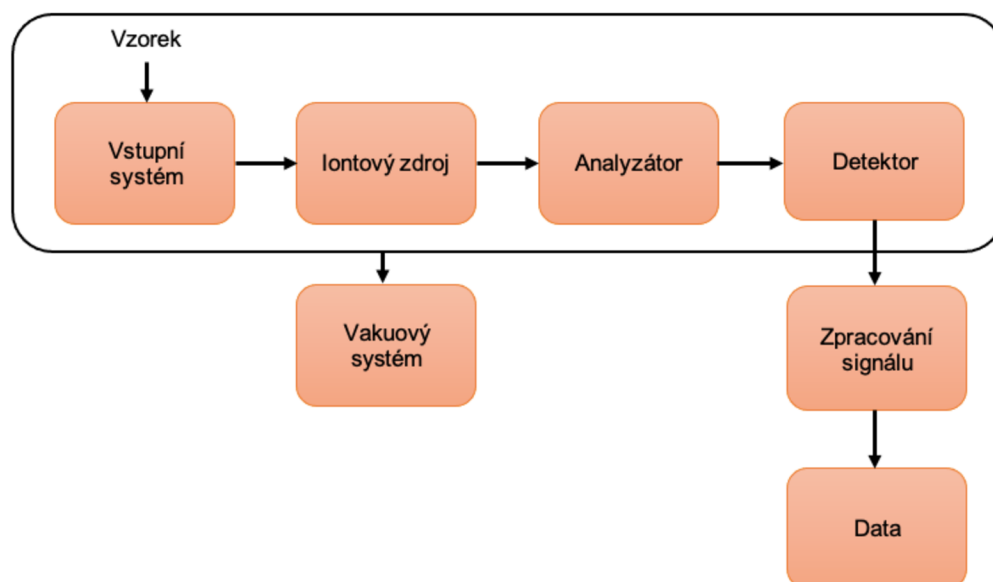 Vzorek
Vstupní
systém
Iontový zdroj
Analyzátor
Detektor
Vakuový
systém
Zpracování
signálu
Data